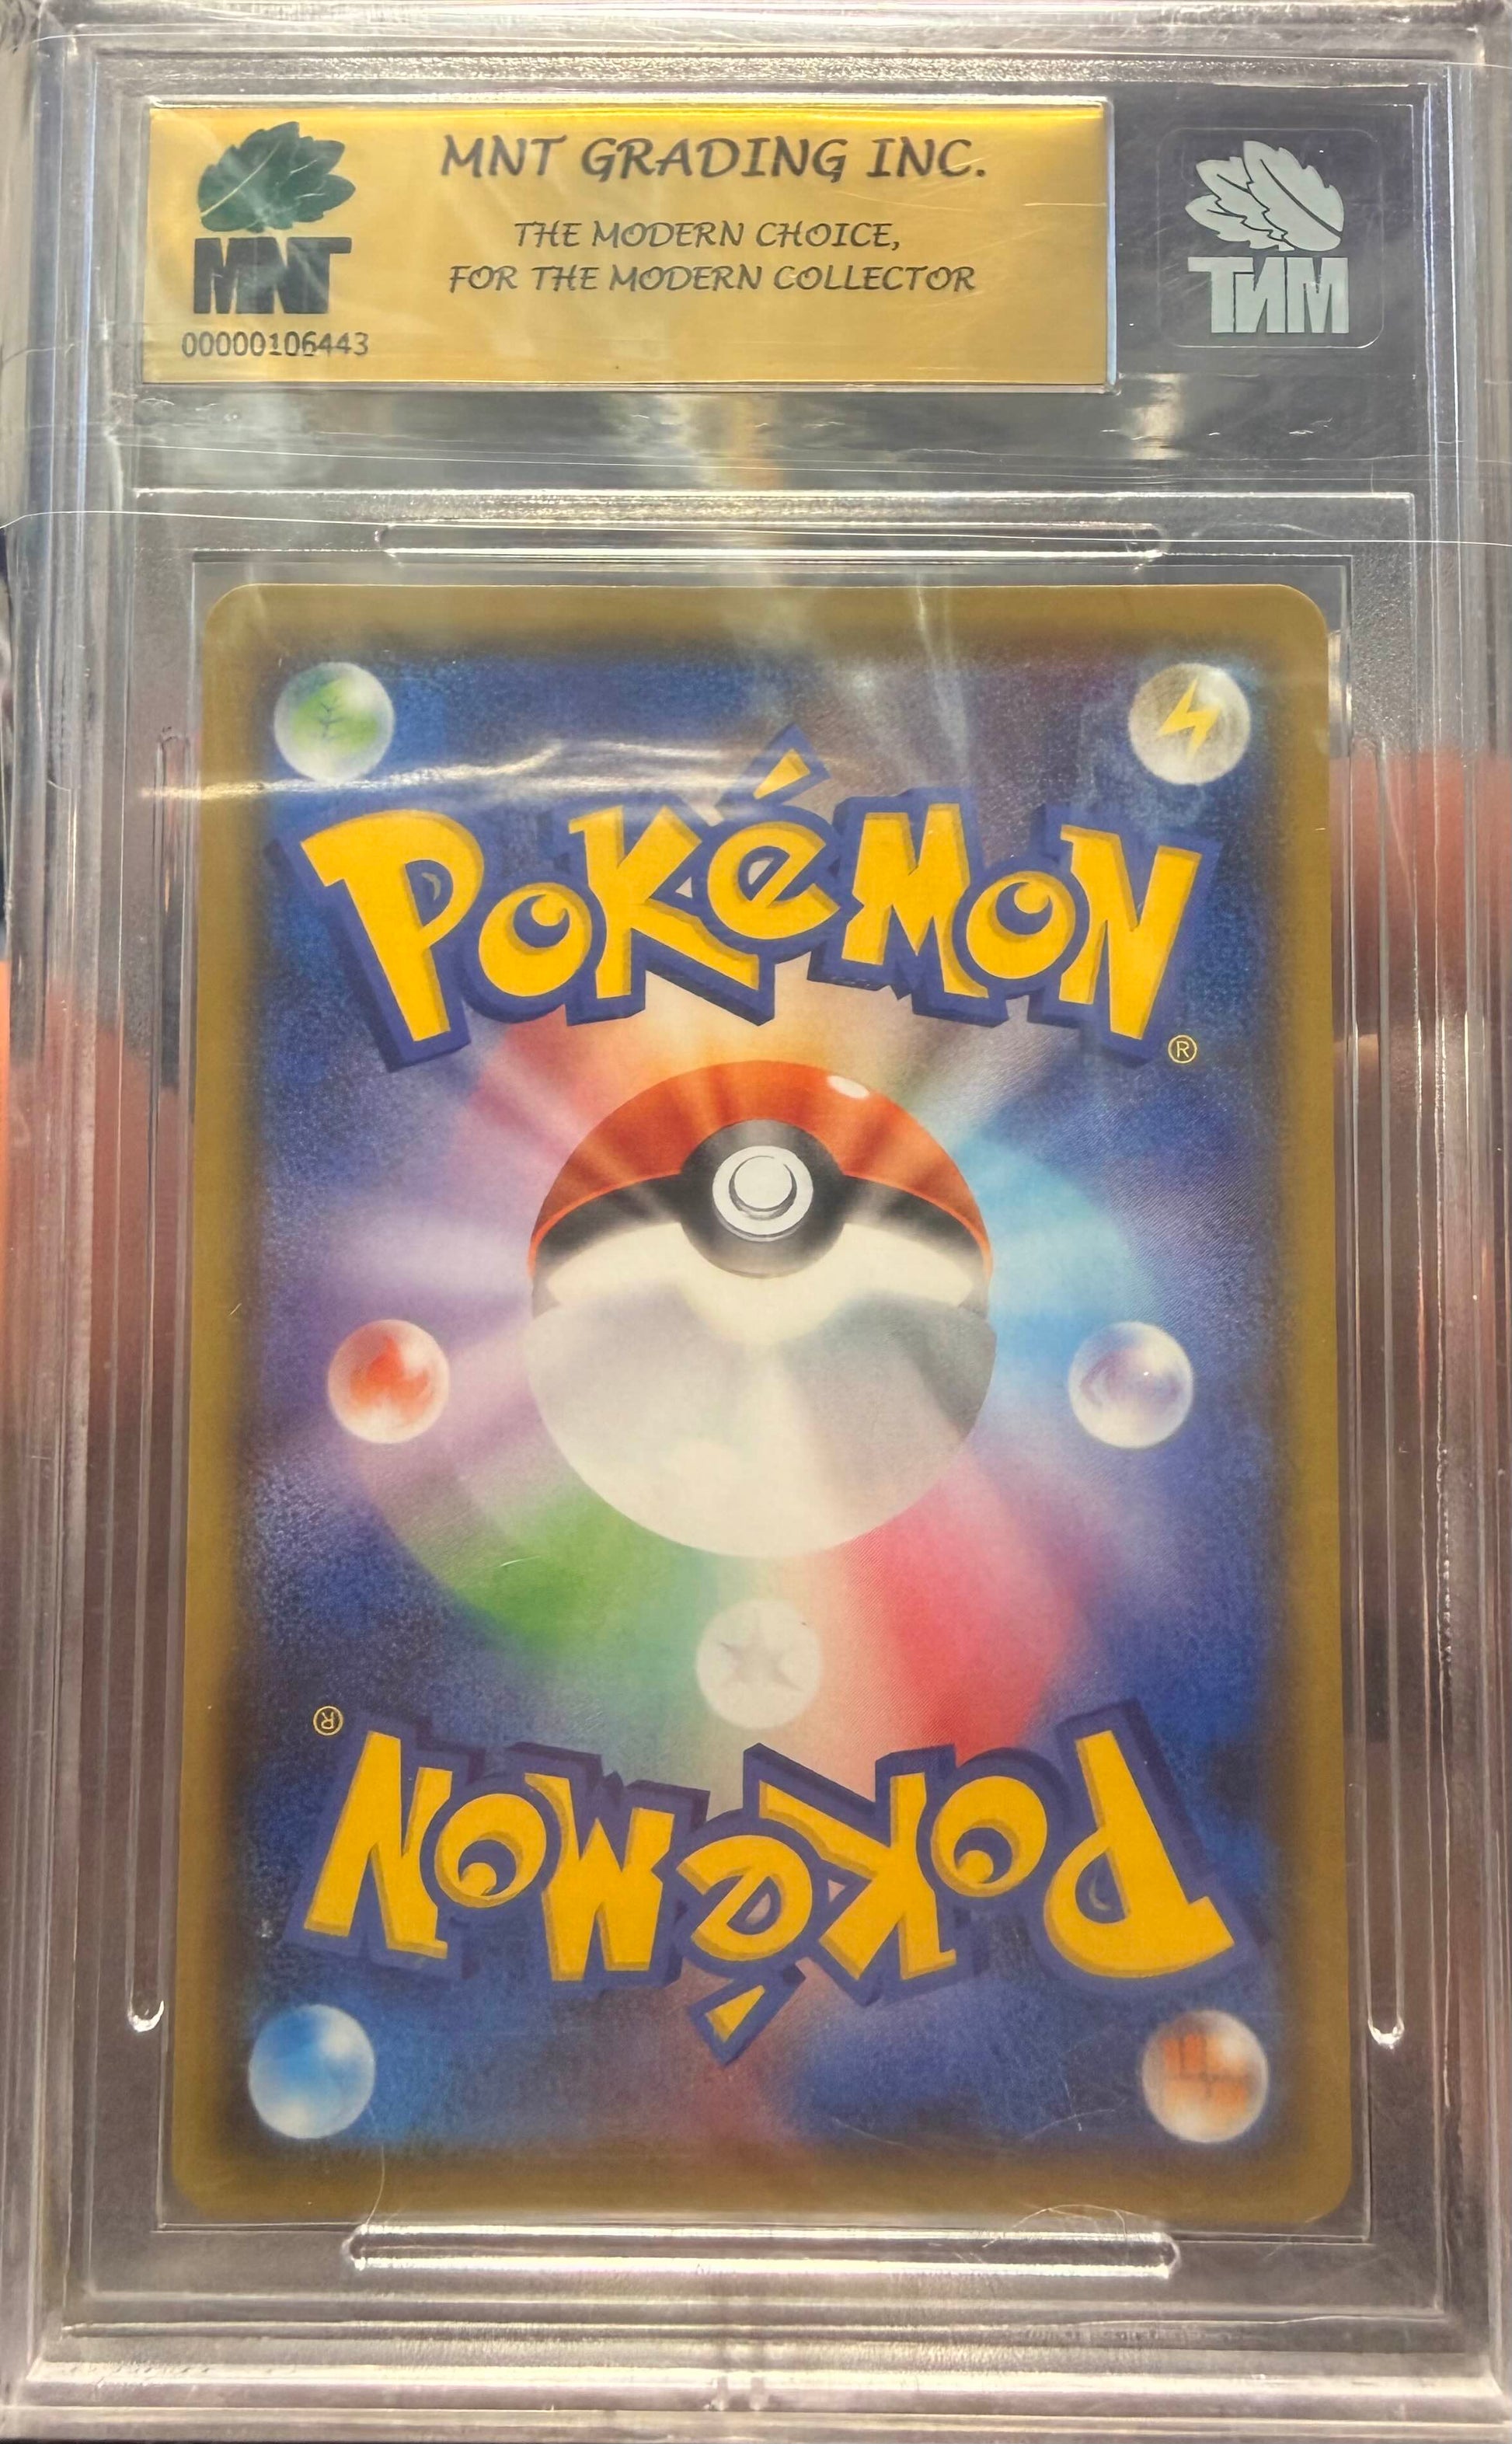 MNT GRADING INC.
THE MODERN CHOICE,
FOR THE MODERN COLLECTOR
MNT
00000106443
MNT
Pokémon
®
®
Pokémon